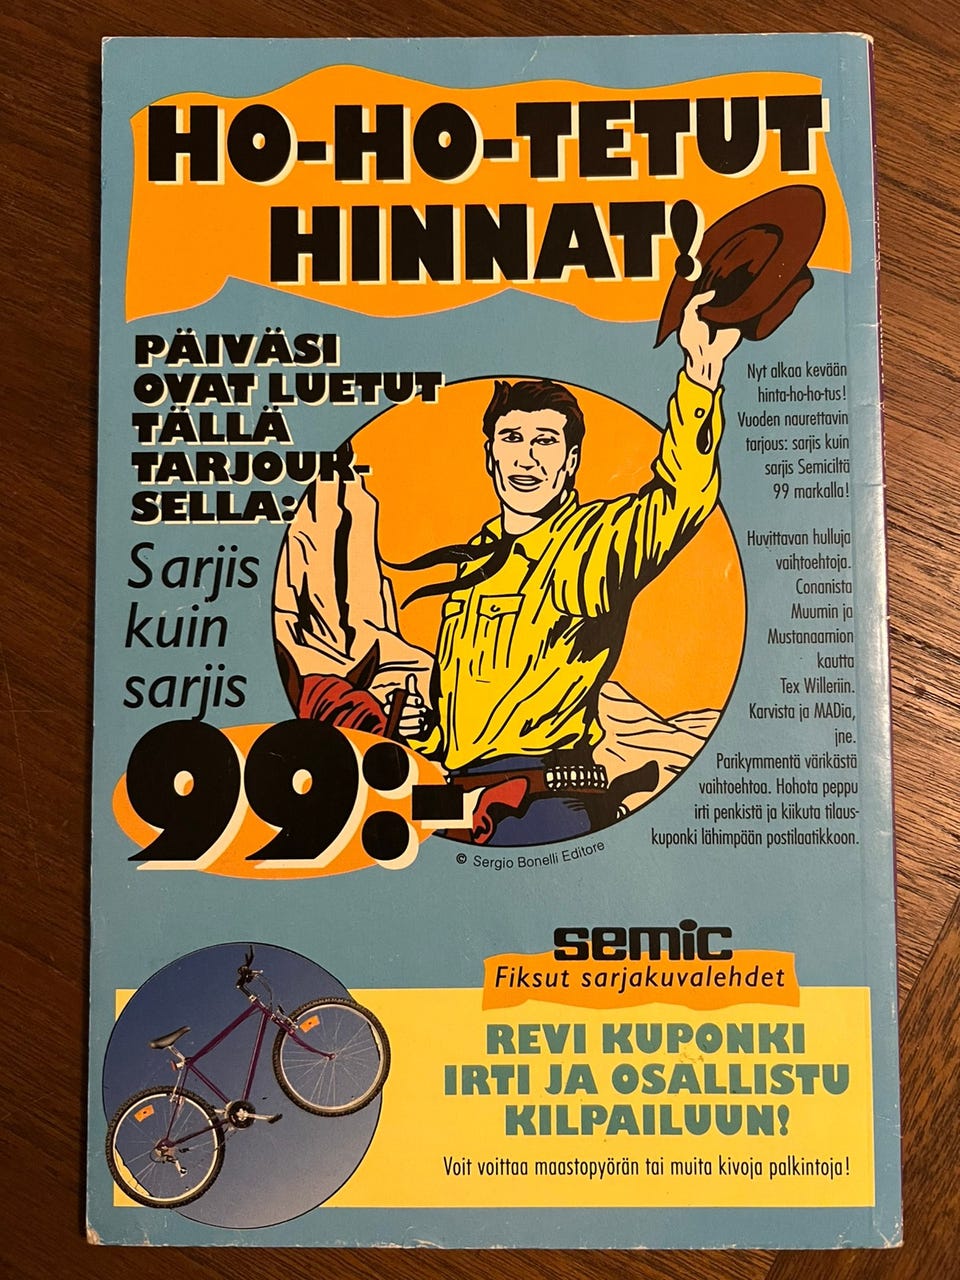 HO-HO-TETUT
HINNAT!
PÄIVÄSI
OVAT LUETUT
TÄLLÄ
TARJOUK-
SELLA:
Sarjis
kuin
sarjis
99:-
Nyt alkaa kevään
hinta-ho-ho-tus!
Vuoden naurettavin
tarjous: sarjis kuin
sarjis Semiciltä
99 markalla!
Huvittavan hulluja
vaihtoehtoja.
Conanista
Muumin ja
Mustanaamion
kautta
Tex Willeriin.
Karvista ja MADia,
jne.
Parikymmentä värikästä
vaihtoehtoa. Hohota peppu
irti penkistä ja kiikuta tilaus-
kuponki lähimpään postilaatikkoon.
© Sergio Bonelli Editore
semic
Fiksut sarjakuvalehdet
REVI KUPONKI
IRTI JA OSALLISTU
KILPAILUUN!
Voit voittaa maastopyörän tai muita kivoja palkintoja!